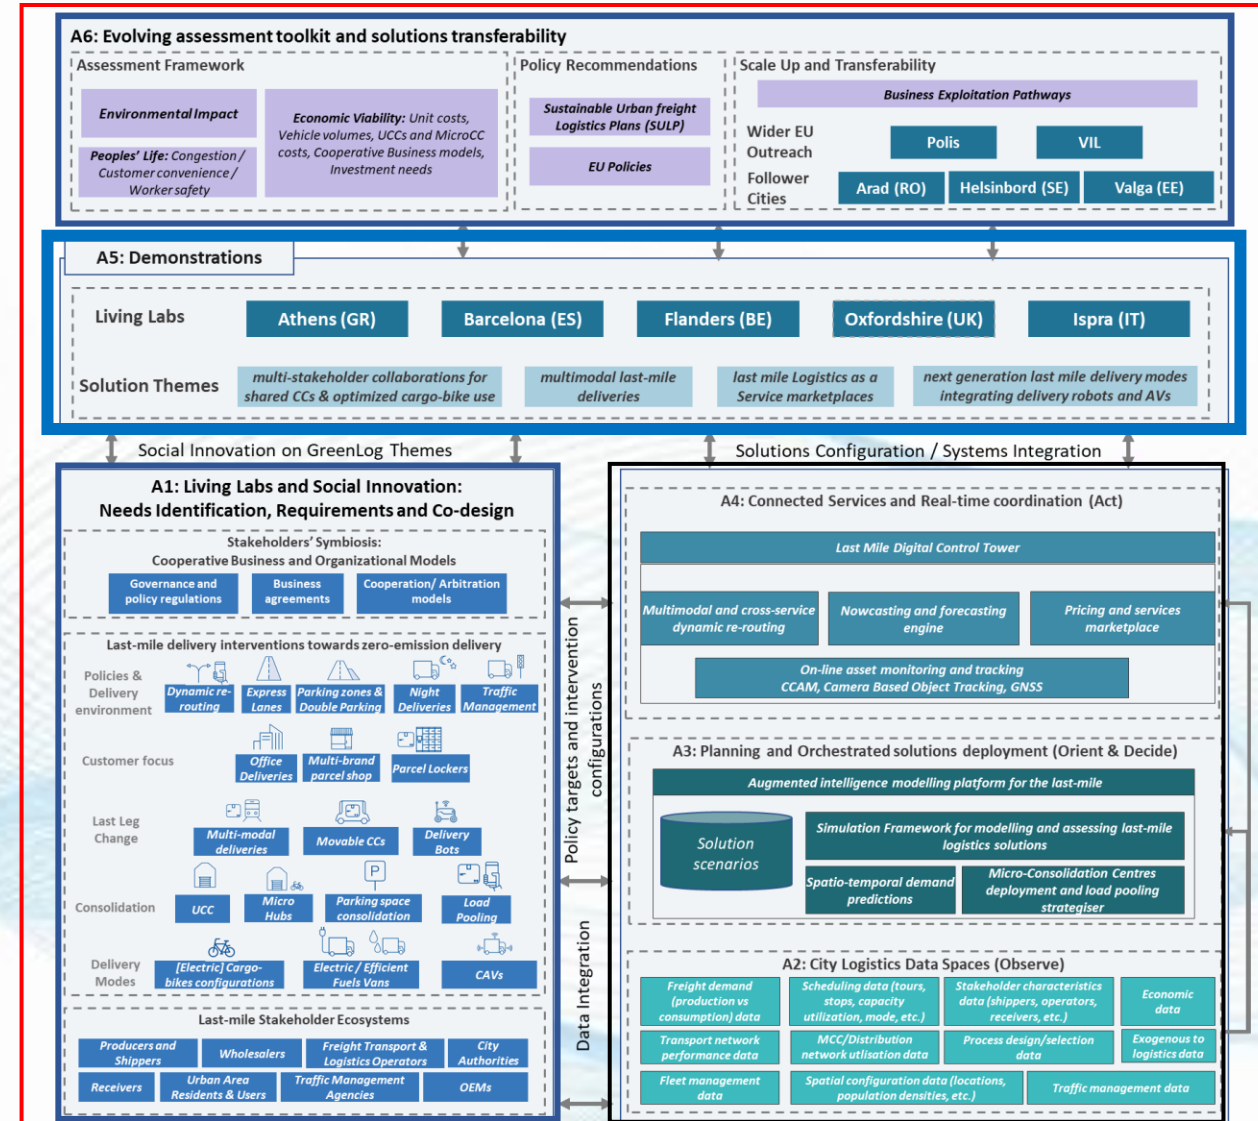 A6: Evolving assessment toolkit and solutions transferability
Assessment Framework
Environmental Impact
Peoples' Life: Congestion /
Customer convenience /
Worker safety
Economic Viability: Unit costs,
Vehicle volumes, UCCs and MicroCC
costs, Cooperative Business models,
Investment needs
Policy Recommendations
Sustainable Urban freight
Logistics Plans (SULP)
EU Policies
Scale Up and Transferability
Business Exploitation Pathways
Wider EU
Outreach
Polis
VIL
Follower
Cities
Arad (RO)
Helsinbord (SE)
Valga (EE)
A5: Demonstrations
Living Labs
Athens (GR)
Barcelona (ES)
Flanders (BE)
Oxfordshire (UK)
Ispra (IT)
Solution Themes
multi-stakeholder collaborations for
shared CCs & optimized cargo-bike use
multimodal last-mile
deliveries
last mile Logistics as a
Service marketplaces
next generation last mile delivery modes
integrating delivery robots and AVs
Social Innovation on GreenLog Themes
Solutions Configuration / Systems Integration
A1: Living Labs and Social Innovation:
Needs Identification, Requirements and Co-design
Stakeholders' Symbiosis:
Cooperative Business and Organizational Models
Governance and
policy regulations
Business
agreements
Cooperation/ Arbitration
models
Last-mile delivery interventions towards zero-emission delivery
Policies &
Delivery
environment
Dynamic re-
routing
Express
Lanes
Parking zones &
Double Parking
Night
Deliveries
Traffic
Management
Customer focus
Office
Deliveries
Multi-brand
parcel shop
Parcel Lockers
Last Leg
Change
Multi-modal
deliveries
Movable CCs
Delivery
Bots
Consolidation
UCC
Micro
Hubs
P
Parking space
consolidation
Load
Pooling
Delivery
Modes
[Electric] Cargo-
bikes configurations
Electric / Efficient
Fuels Vans
CAVs
Last-mile Stakeholder Ecosystems
Producers and
Shippers
Wholesalers
Freight Transport &
Logistics Operators
City
Authorities
Receivers
Urban Area
Residents & Users
Traffic Management
Agencies
OEMs
Policy targets and intervention
configurations
Data Integration
A4: Connected Services and Real-time coordination (Act)
Last Mile Digital Control Tower
Multimodal and cross-service
dynamic re-routing
Nowcasting and forecasting
engine
Pricing and services
marketplace
On-line asset monitoring and tracking
CCAM, Camera Based Object Tracking, GNSS
A3: Planning and Orchestrated solutions deployment (Orient & Decide)
Augmented intelligence modelling platform for the last-mile
Solution
scenarios
Simulation Framework for modelling and assessing last-mile
logistics solutions
Spatio-temporal demand
predictions
Micro-Consolidation Centres
deployment and load pooling
strategiser
A2: City Logistics Data Spaces (Observe)
Freight demand
(production vs
consumption) data
Scheduling data (tours,
stops, capacity
utilization, mode, etc.)
Stakeholder characteristics
data (shippers, operators,
receivers, etc.)
Economic
data
Transport network
performance data
MCC/Distribution
network utlisation data
Process design/selection
data
Exogenous to
logistics data
Fleet management
data
Spatial configuration data (locations,
population densities, etc.)
Traffic management data